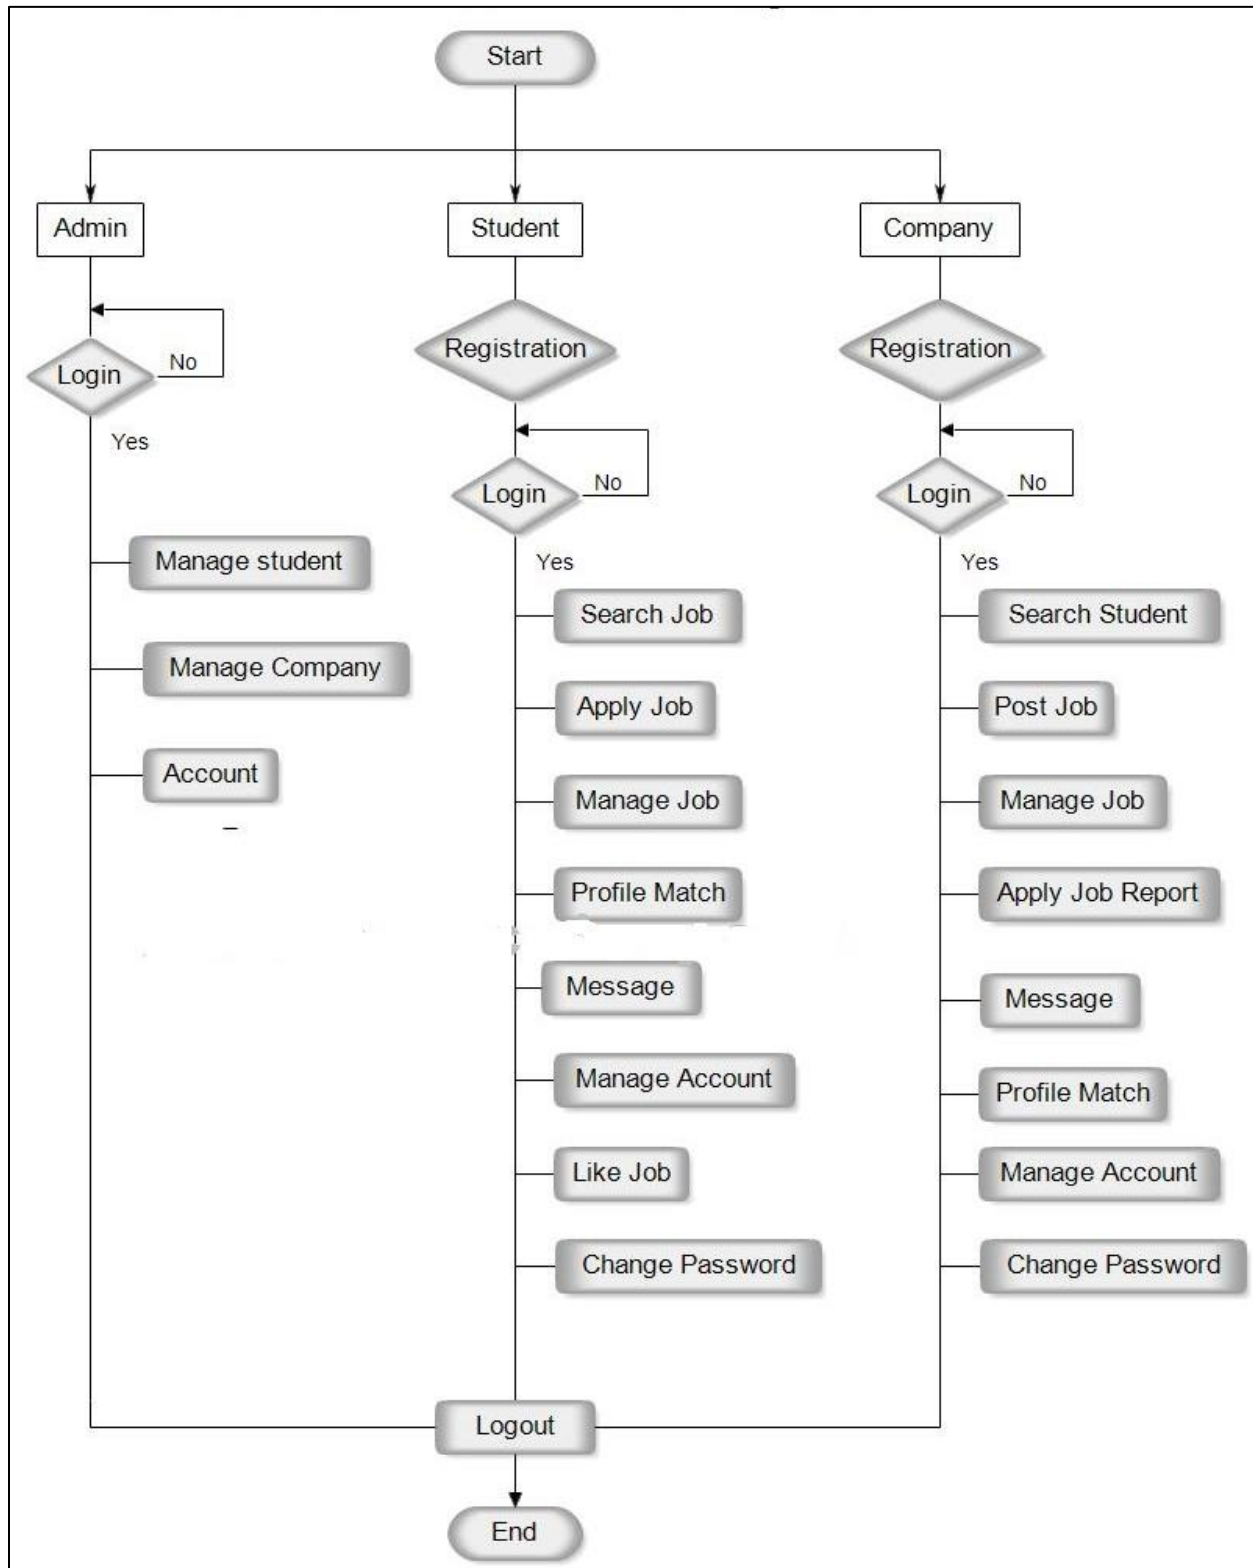 Start
Admin
Student
Company
Login
No
Yes
Manage student
Manage Company
Account
Registration
Login
No
Yes
Search Job
Apply Job
Manage Job
Profile Match
Message
Manage Account
Like Job
Change Password
Registration
Login
No
Yes
Search Student
Post Job
Manage Job
Apply Job Report
Message
Profile Match
Manage Account
Change Password
Logout
End